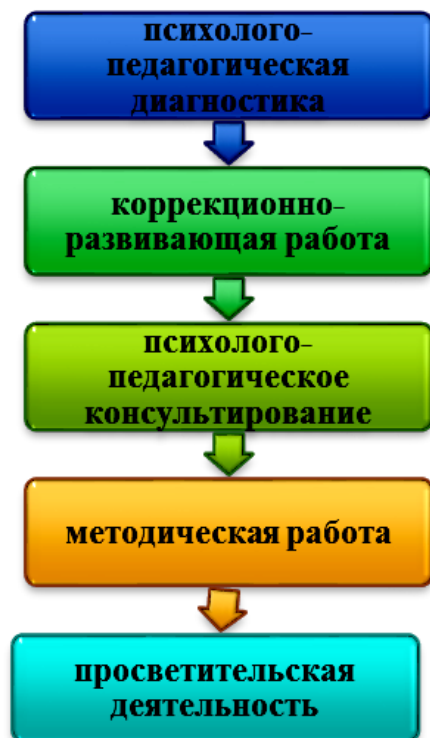 психолого-
педагогическая
диагностика
коррекционно-
развивающая работа
психолого-
педагогическое
консультирование
методическая работа
просветительская
деятельность